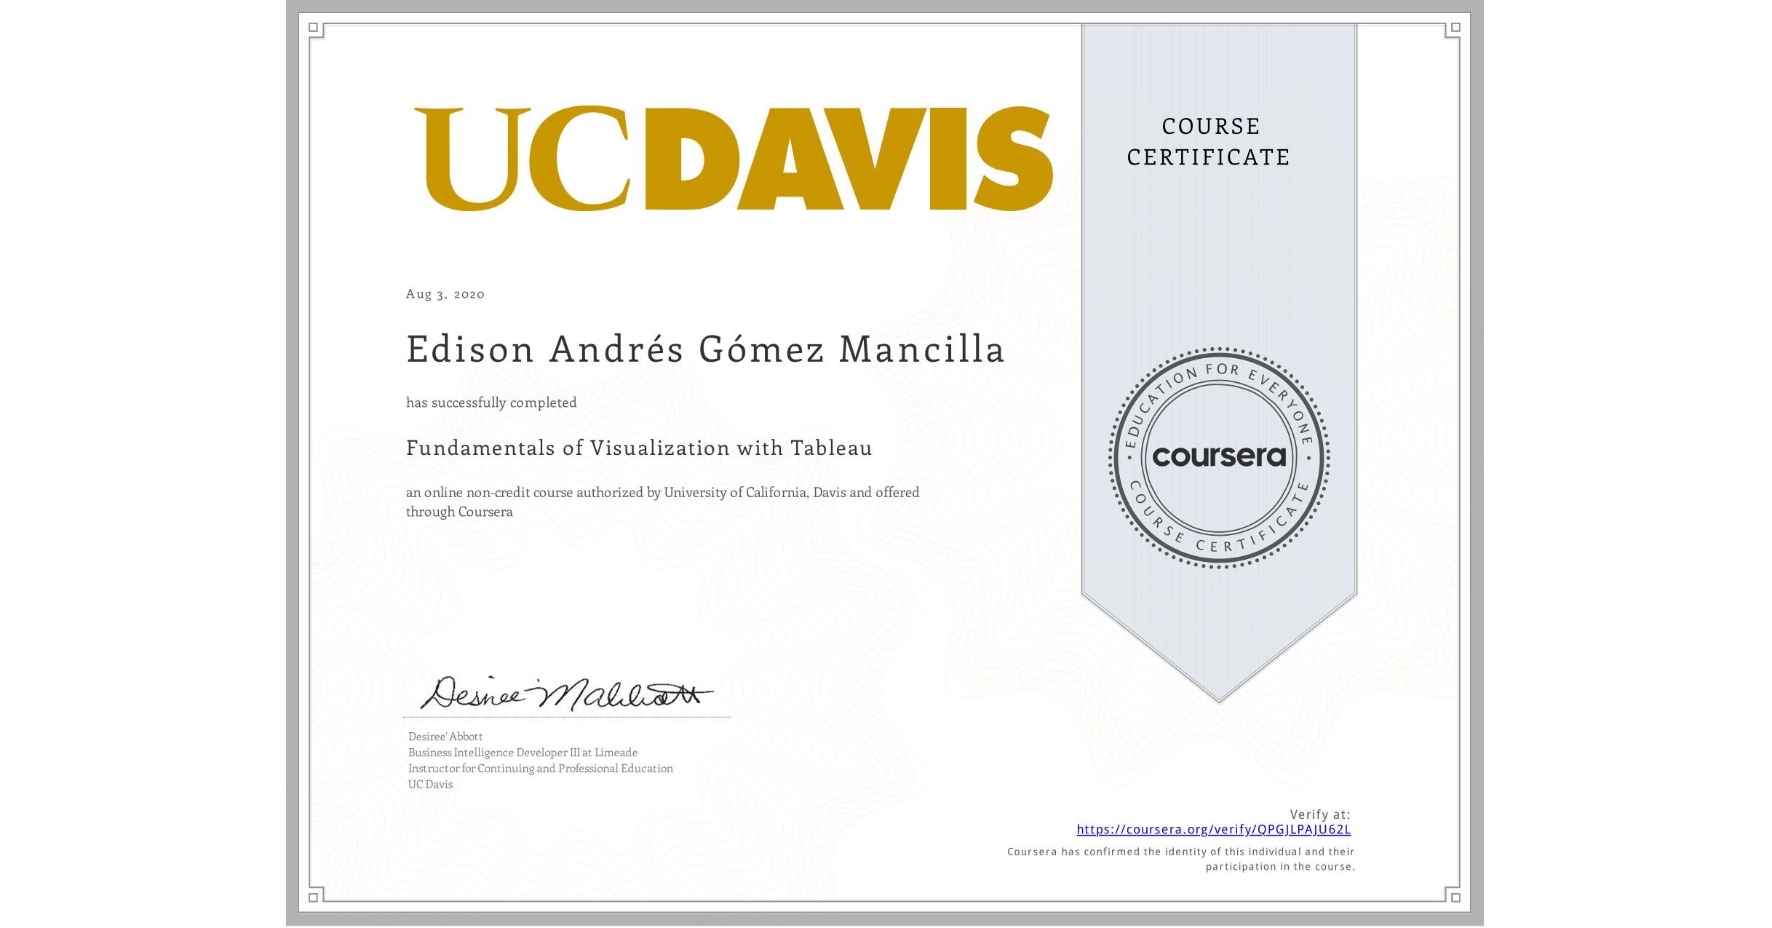 UCDAVIS
COURSE
CERTIFICATE
Aug 3, 2020
Edison Andrés Gómez Mancilla
has successfully completed
Fundamentals of Visualization with Tableau
an online non-credit course authorized by University of California, Davis and offered
through Coursera
EDUCATION FOR EVERYONE
coursera
COURSE CERTIFICATE
Desiree' Abbott
Business Intelligence Developer III at Limeade
Instructor for Continuing and Professional Education
UC Davis
Verify at:
https://coursera.org/verify/QPGJLPAJU62L
Coursera has confirmed the identity of this individual and their
participation in the course.